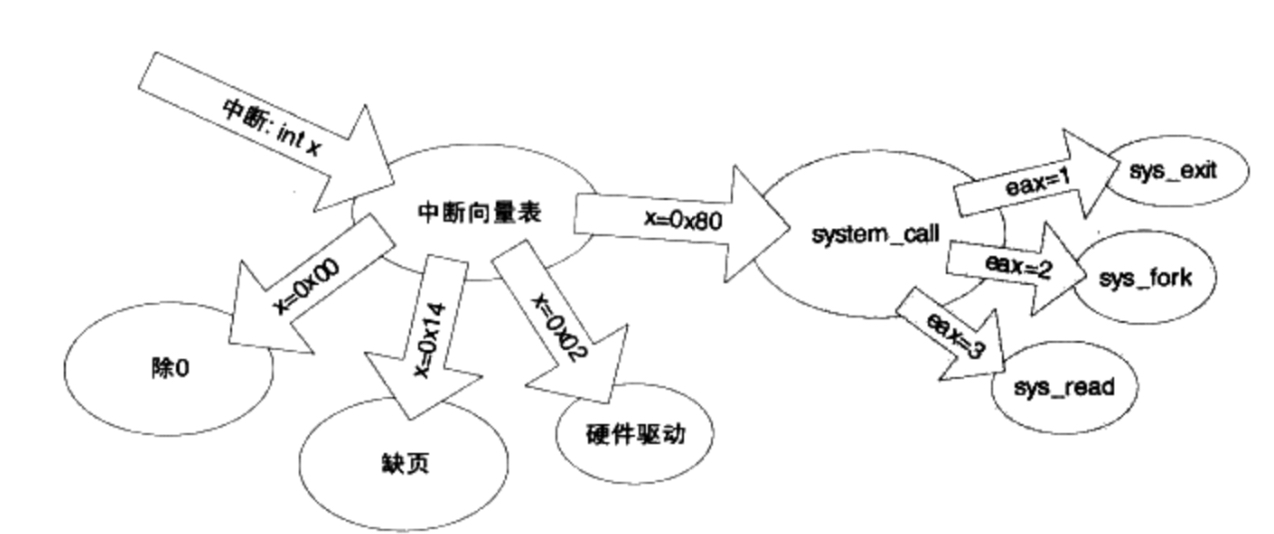 中断: int x
中断向量表
x=0x80
system_call
eax=1
sys_exit
eax=2
sys_fork
eax=3
sys_read
x=0x00
除0
x=0x14
缺页
x=0x02
硬件驱动